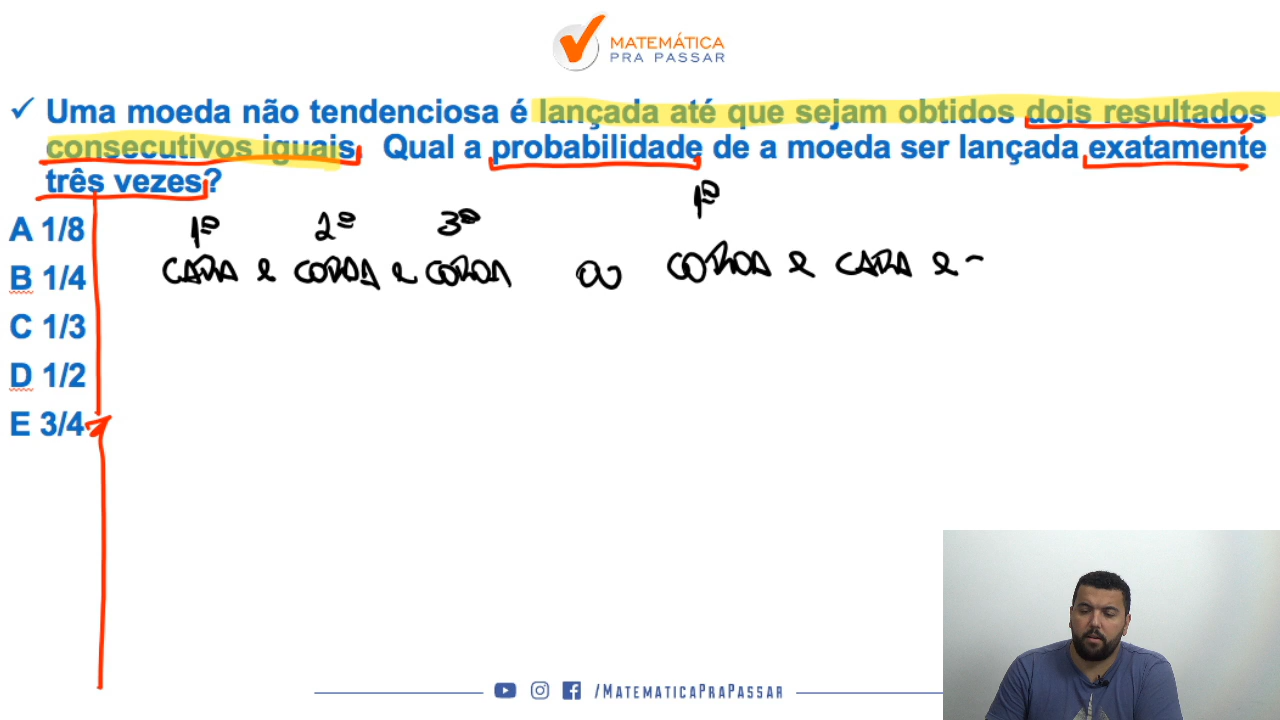 MATEMÁTICA
PRA PASSAR
✓ Uma moeda não tendenciosa é lançada até que sejam obtidos dois resultados
consecutivos iguais. Qual a probabilidade de a moeda ser lançada exatamente
três vezes?
A 1/8
B 1/4
C 1/3
D 1/2
E 3/4
1º 2º 3º 1º
CARA e COROA e COROA ou COROA e CARA e
/MATEMATICAPRAPASSAR